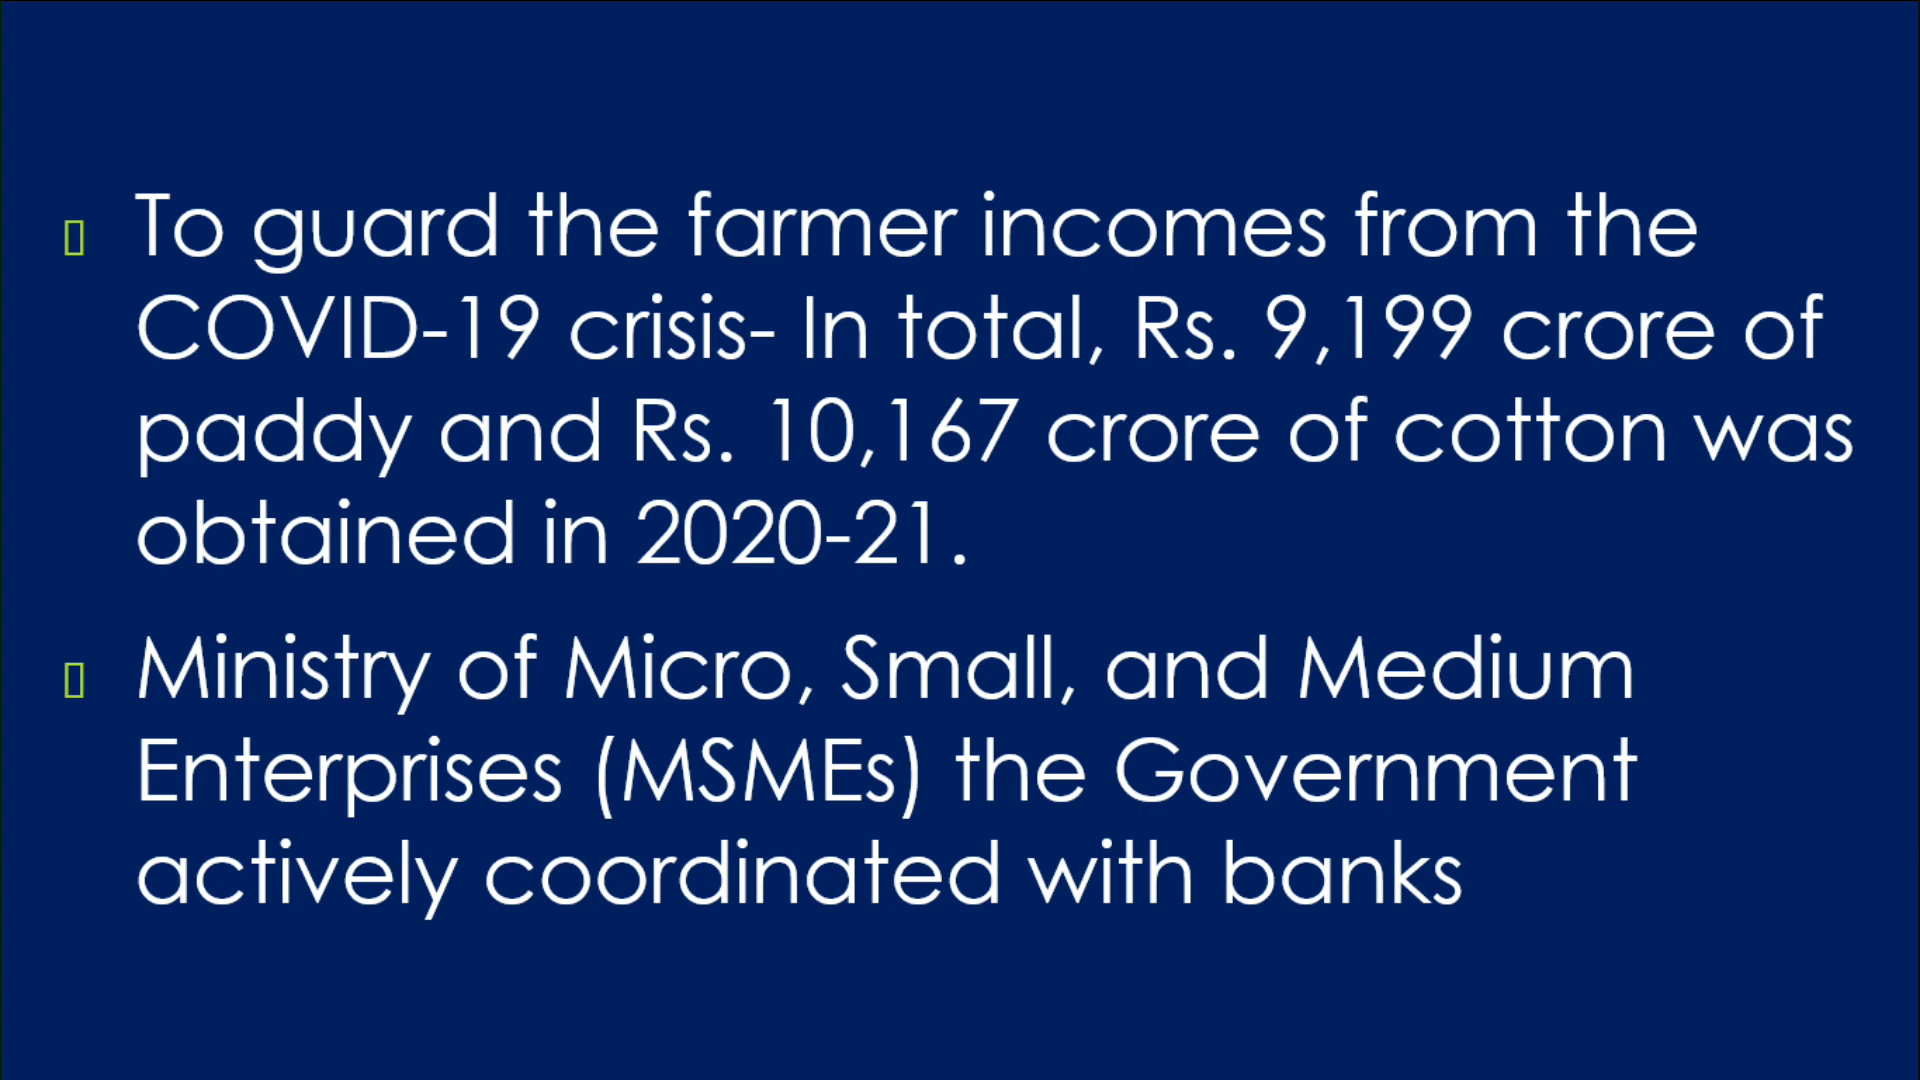 To guard the farmer incomes from the
COVID-19 crisis- In total, Rs. 9,199 crore of
paddy and Rs. 10,167 crore of cotton was
obtained in 2020-21.
Ministry of Micro, Small, and Medium
Enterprises (MSMEs) the Government
actively coordinated with banks